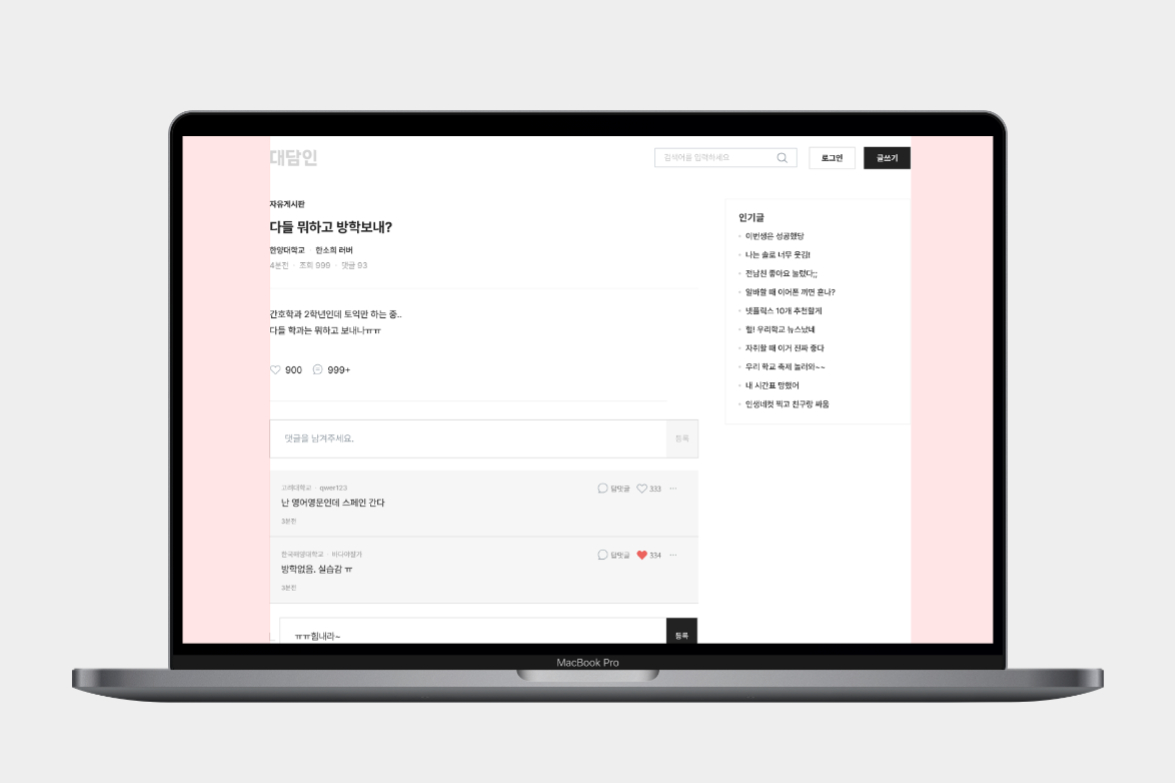 대담인
검색어를 입력하세요
로그인
글쓰기
자유게시판
다들 뭐하고 방학보내?
한양대학교 한소희 러버
4분전 · 조회 999 · 댓글 93
간호학과 2학년인데 토익만 하는 중..
다들 학과는 뭐하고 보내니ㅠㅠ
900 999+
댓글을 남겨주세요.
등록
고려대학교 · qwer123
답댓글 333
난 영어영문인데 스페인 간다
3분전
한국해양대학교 · 바다야딸기
답댓글 334
방학없음. 실습감 ㅠ
3분전
ㅠㅠ힘내라~
등록
인기글
이번생은 성공했당
나는 솔로 너무 웃김!
전남친 좋아요 눌렀다;;
알바할 때 이어폰 끼면 혼나?
넷플릭스 10개 추천할게
헐! 우리학교 뉴스났네
자취할 때 이거 진짜 좋다
우리 학교 축제 놀러와~~
내 시간표 망했어
인생네컷 찍고 친구랑 싸움
MacBook Pro